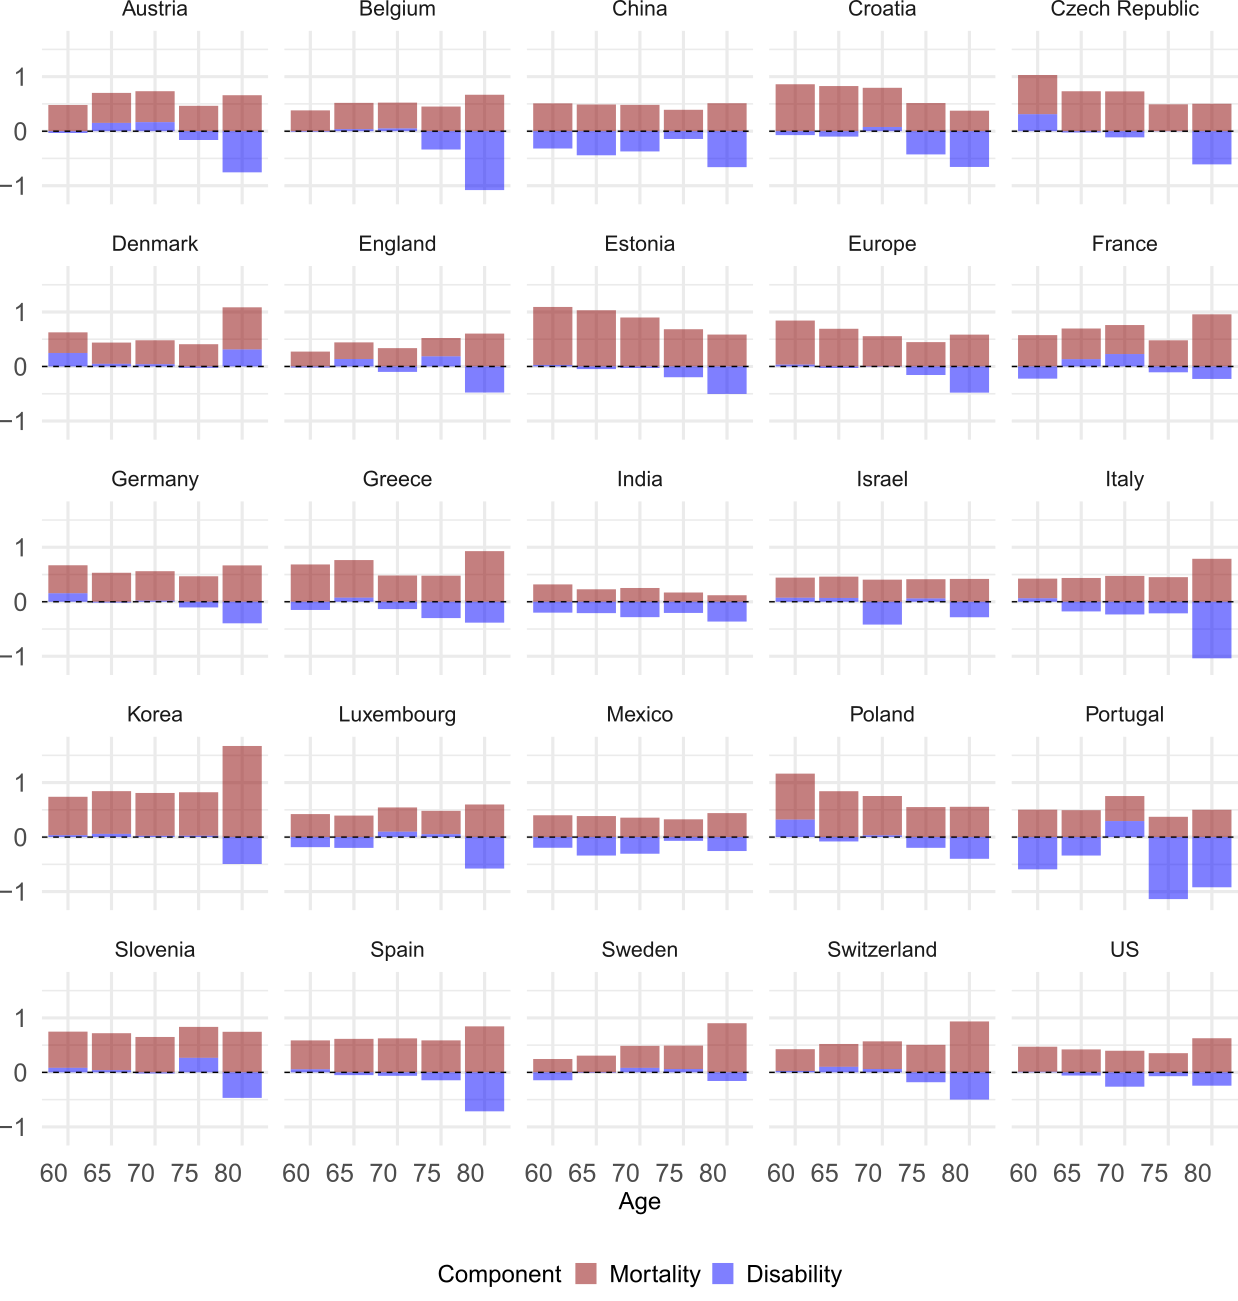 Austria Belgium China Croatia Czech Republic
1
0
−1
Denmark England Estonia Europe France
1
0
−1
Germany Greece India Israel Italy
1
0
−1
Korea Luxembourg Mexico Poland Portugal
1
0
−1
Slovenia Spain Sweden Switzerland US
1
0
−1
60 65 70 75 80 60 65 70 75 80 60 65 70 75 80 60 65 70 75 80 60 65 70 75 80
Age
Component Mortality Disability